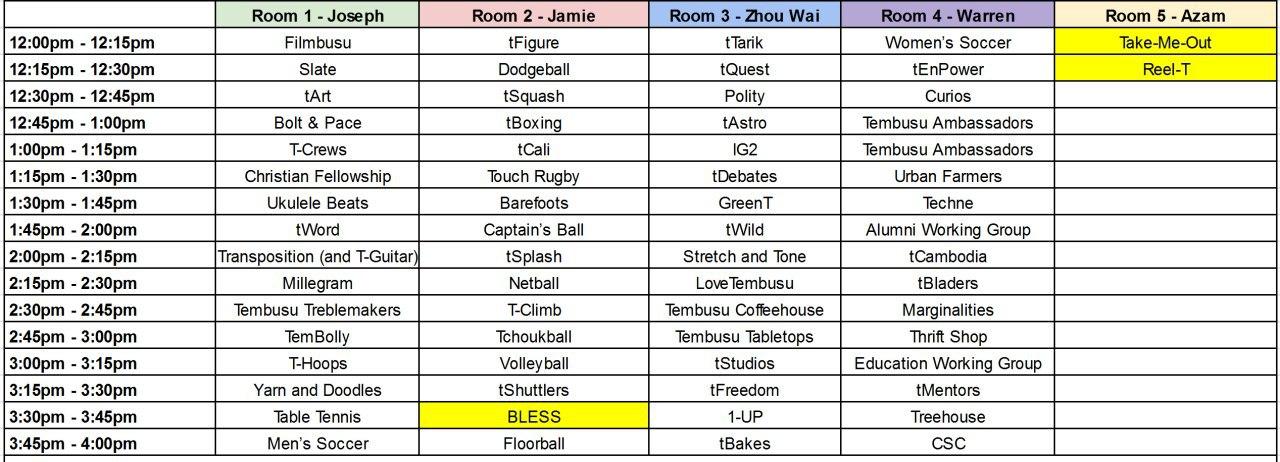 Room 1 - Joseph Room 2 - Jamie Room 3 - Zhou Wai Room 4 - Warren Room 5 - Azam
12:00pm - 12:15pm Filmbusu tFigure tTarik Women's Soccer Take-Me-Out
12:15pm - 12:30pm Slate Dodgeball tQuest tEnPower Reel-T
12:30pm - 12:45pm tArt tSquash Polity Curios
12:45pm - 1:00pm Bolt & Pace tBoxing tAstro Tembusu Ambassadors
1:00pm - 1:15pm T-Crews tCali IG2 Tembusu Ambassadors
1:15pm - 1:30pm Christian Fellowship Touch Rugby tDebates Urban Farmers
1:30pm - 1:45pm Ukulele Beats Barefoots GreenT Techne
1:45pm - 2:00pm tWord Captain's Ball tWild Alumni Working Group
2:00pm - 2:15pm Transposition (and T-Guitar) tSplash Stretch and Tone tCambodia
2:15pm - 2:30pm Millegram Netball LoveTembusu tBladers
2:30pm - 2:45pm Tembusu Treblemakers T-Climb Tembusu Coffeehouse Marginalities
2:45pm - 3:00pm TemBolly Tchoukball Tembusu Tabletops Thrift Shop
3:00pm - 3:15pm T-Hoops Volleyball tStudios Education Working Group
3:15pm - 3:30pm Yarn and Doodles tShuttlers tFreedom tMentors
3:30pm - 3:45pm Table Tennis BLESS 1-UP Treehouse
3:45pm - 4:00pm Men's Soccer Floorball tBakes CSC